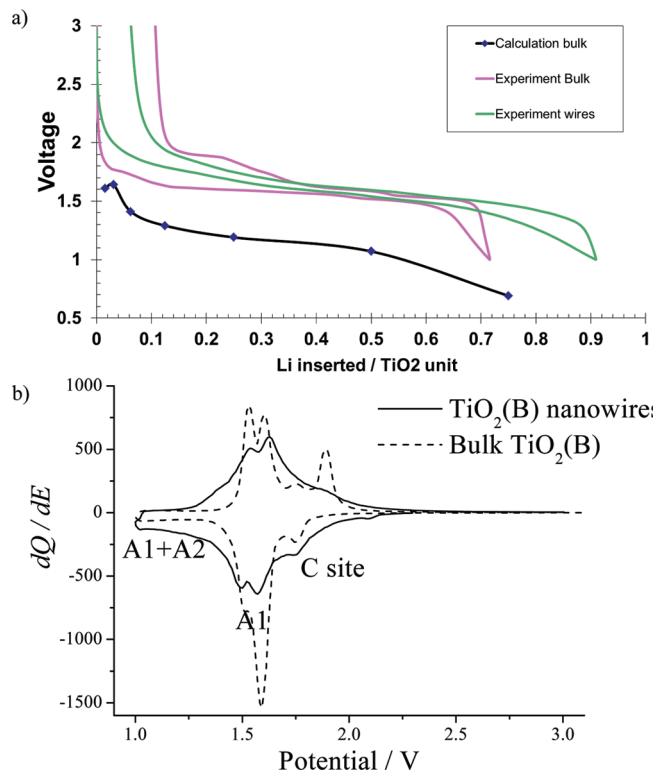 a)
3
2.5
2
1.5
1
0.5
Voltage
Calculation bulk
Experiment Bulk
Experiment wires
0 0.1 0.2 0.3 0.4 0.5 0.6 0.7 0.8 0.9 1
Li inserted / TiO2 unit
b)
1000
500
0
-500
-1000
-1500
dQ / dE
TiO₂(B) nanowires
Bulk TiO₂(B)
A1+A2
C site
A1
1.0 1.5 2.0 2.5 3.0
Potential / V